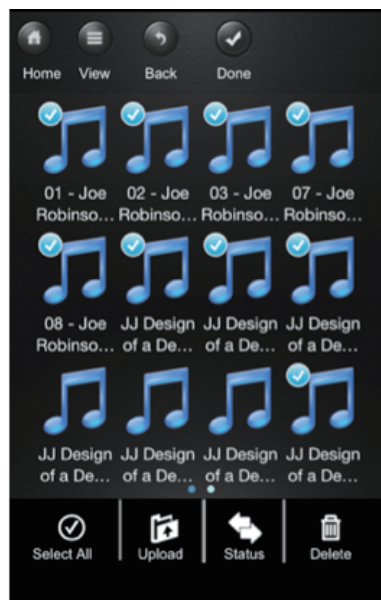 Home View Back Done
01 - Joe 02 - Joe 03 - Joe 07 - Joe
Robinso... Robinso... Robinso... Robinso...
08 - Joe JJ Design JJ Design JJ Design
Robinso... of a De... of a De... of a De...
JJ Design JJ Design JJ Design JJ Design
of a De... of a De... of a De... of a De...
Select All Upload Status Delete